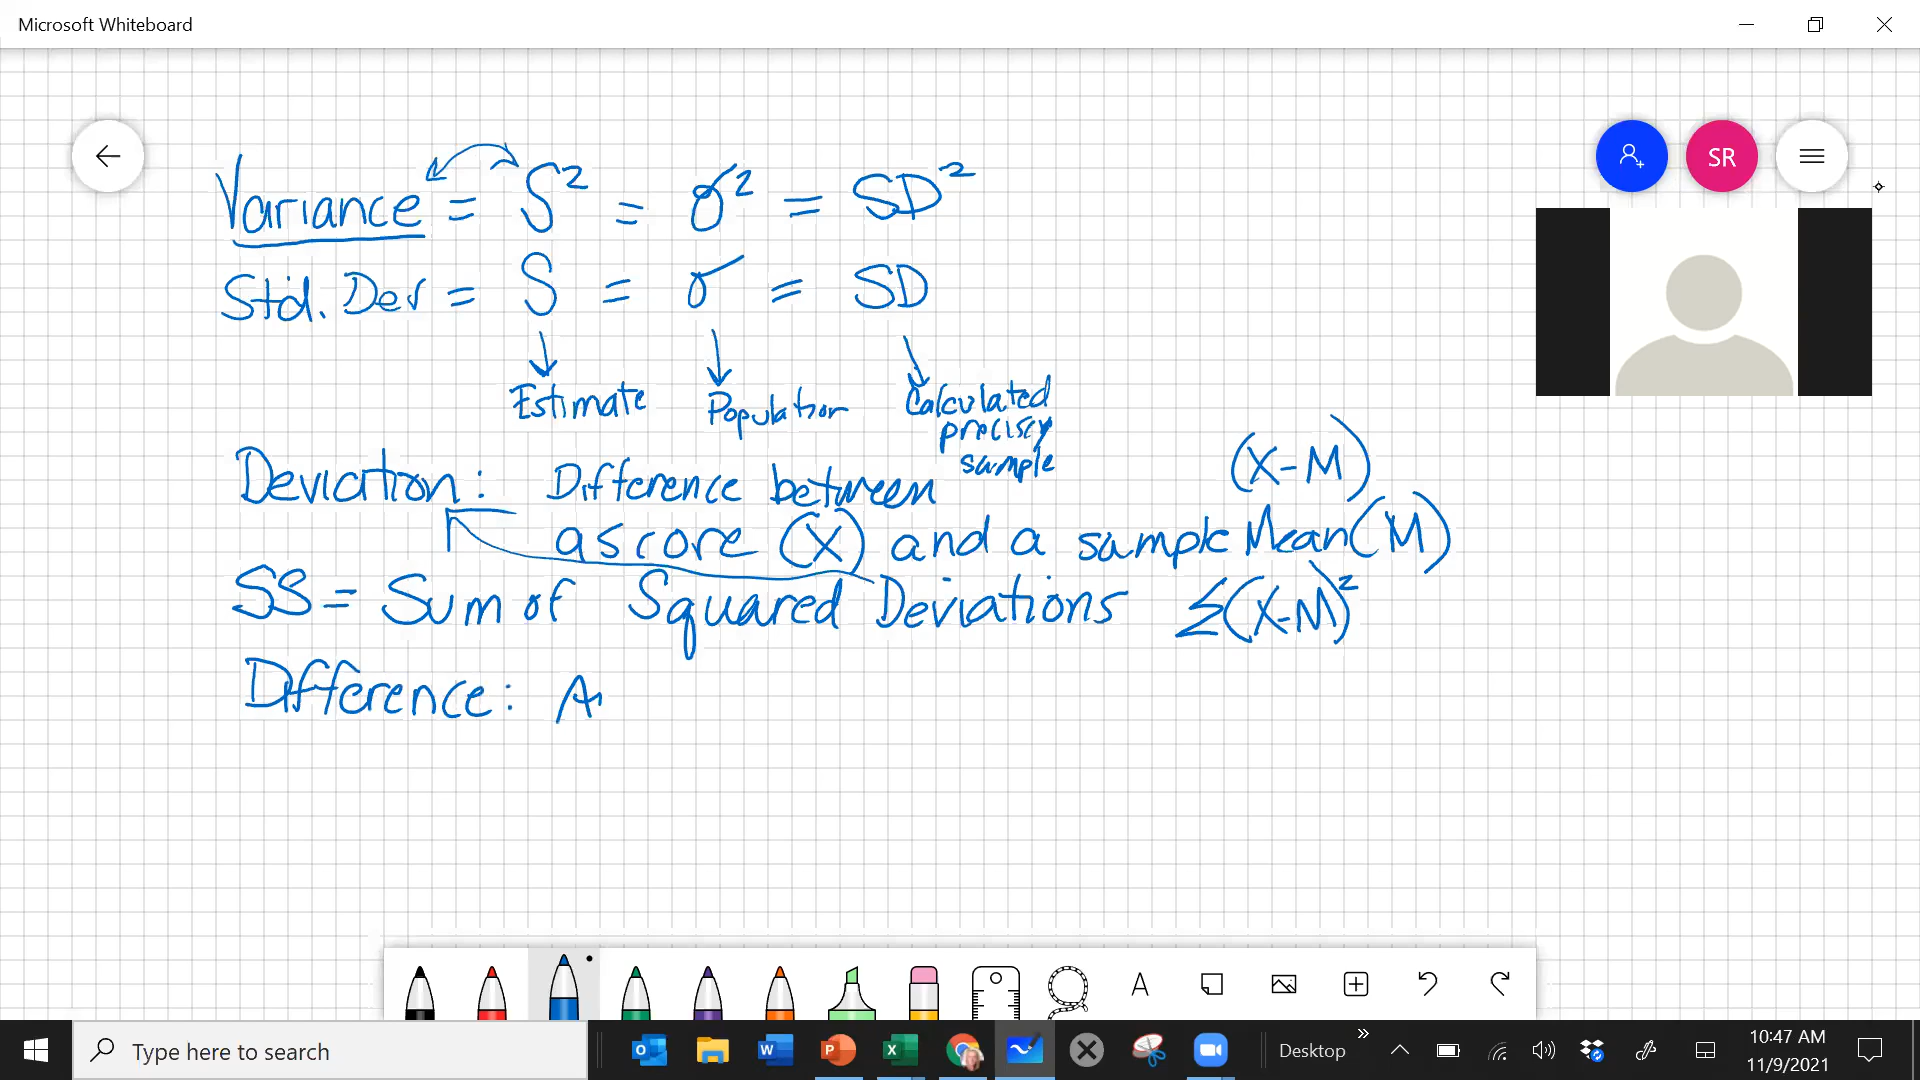 Microsoft Whiteboard
SR
Variance = S² = σ² = SD²
Std. Dev = S = σ = SD
Estimate
Population
Calculated
sample
(X-M)
Deviation: Difference between
a score (X) and a sample Mean (M)
SS = Sum of Squared Deviations Σ(X-M)²
Difference:
Type here to search
Desktop
10:47 AM
11/9/2021